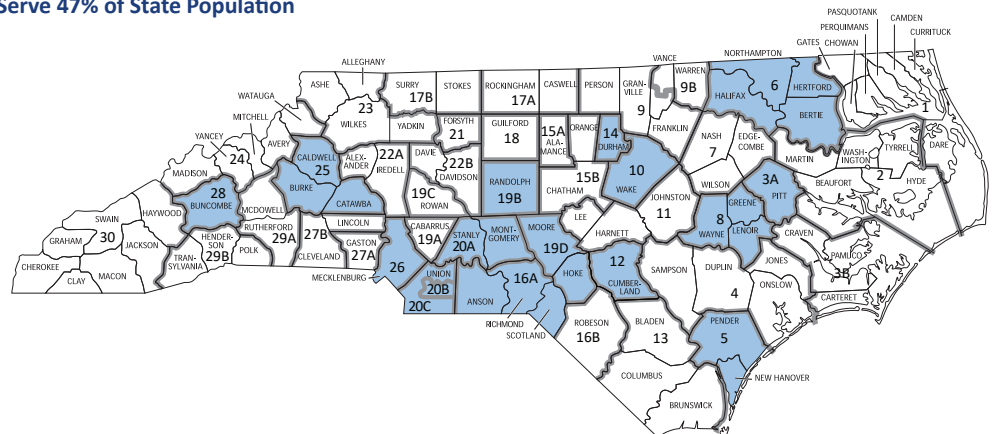 Serve 47% of State Population
PASQUOTANK
PERQUIMANS
CAMDEN
GATES
CHOWAN
CURRITUCK
ALLEGHANY
VANCE
NORTHAMPTON
ASHE
SURRY
17B
STOKES
ROCKINGHAM
17A
CASWELL
PERSON
GRAN-
VILLE
9
WARREN
9B
HALIFAX
6
HERTFORD
BERTIE
1
WATAUGA
23
WILKES
YADKIN
FORSYTH
21
GUILFORD
18
15A
ALA-
MANCE
ORANGE
14
DURHAM
FRANKLIN
NASH
7
EDGE-
COMBE
MITCHELL
YANCEY
AVERY
24
MADISON
CALDWELL
25
ALEX-
ANDER
22A
IREDELL
DAVIE
22B
DAVIDSON
MARTIN
WASH-
INGTON
TYRREL
DARE
2
HYDE
BURKE
CATAWBA
19C
ROWAN
RANDOLPH
19B
CHATHAM
15B
10
WAKE
WILSON
3A
PITT
BEAUFORT
28
BUNCOMBE
MCDOWELL
HAYWOOD
SWAIN
30
GRAHAM
JACKSON
CHEROKEE
CLAY
MACON
TRAN-
SYLVANIA
HENDER-
SON
29B
POLK
RUTHERFORD
29A
27B
CLEVELAND
LINCOLN
GASTON
27A
MECKLENBURG
26
CABARRUS
19A
STANLY
20A
MONT-
GOMERY
MOORE
19D
LEE
HARNETT
JOHNSTON
11
8
WAYNE
GREENE
LENOIR
CRAVEN
JONES
PAMLICO
3B
CARTERET
ONSLOW
UNION
20B
20C
ANSON
16A
RICHMOND
SCOTLAND
HOKE
12
CUMBER-
LAND
SAMPSON
DUPLIN
4
ROBESON
16B
BLADEN
13
PENDER
5
NEW HANOVER
COLUMBUS
BRUNSWICK